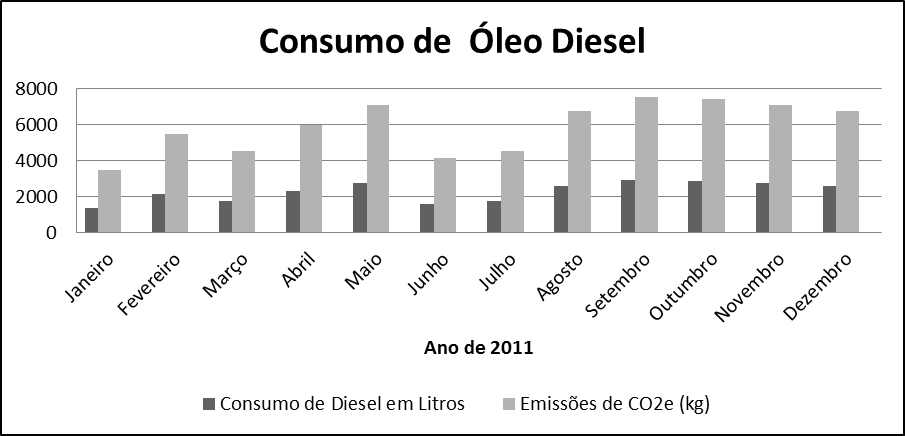 Consumo de Óleo Diesel
8000
6000
4000
2000
0
Janeiro
Fevereiro
Março
Abril
Maio
Junho
Julho
Agosto
Setembro
Outumbro
Novembro
Dezembro
Ano de 2011
Consumo de Diesel em Litros
Emissões de CO2e (kg)